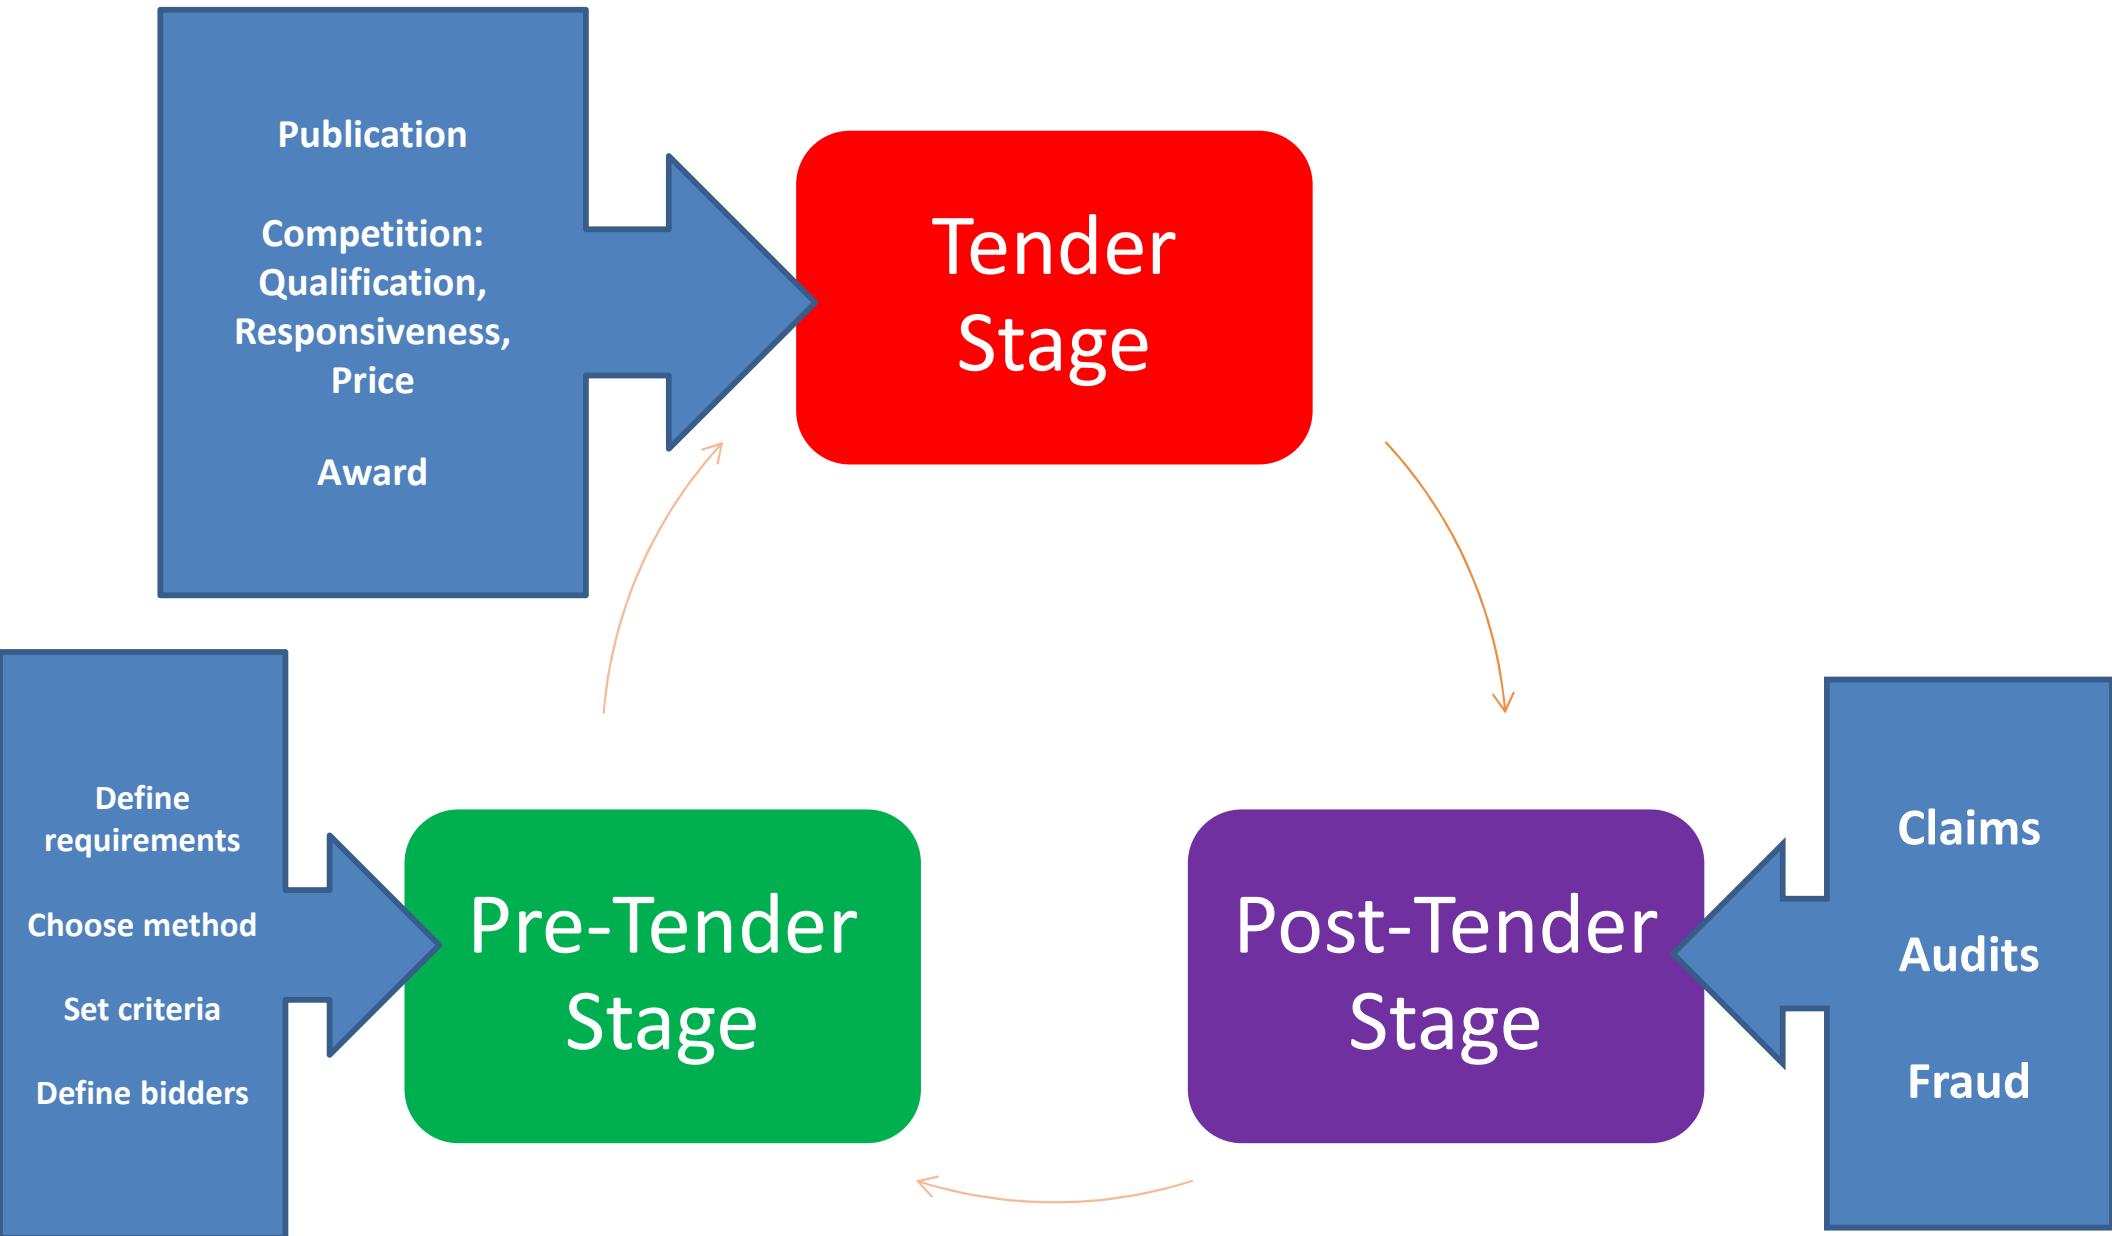 Publication
Competition:
Qualification,
Responsiveness,
Price
Award
Tender
Stage
Define
requirements
Choose method
Set criteria
Define bidders
Pre-Tender
Stage
Post-Tender
Stage
Claims
Audits
Fraud